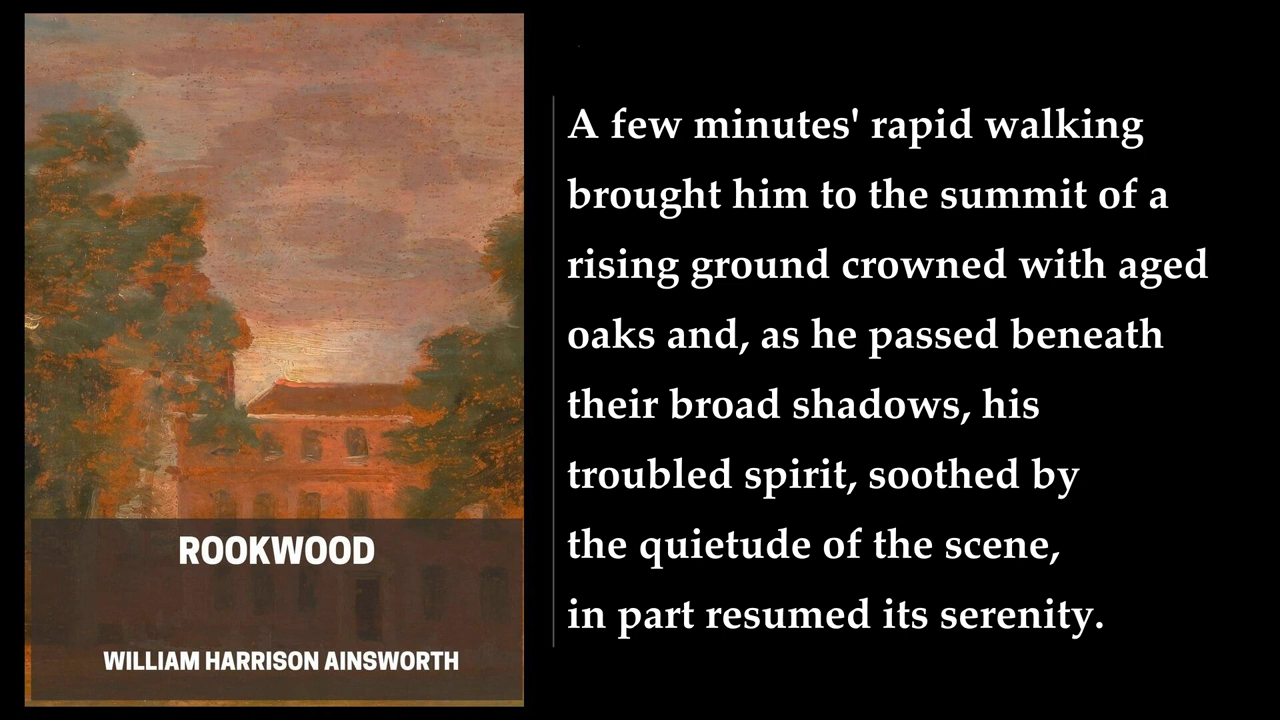 ROOKWOOD
WILLIAM HARRISON AINSWORTH
A few minutes' rapid walking
brought him to the summit of a
rising ground crowned with aged
oaks and, as he passed beneath
their broad shadows, his
troubled spirit, soothed by
the quietude of the scene,
in part resumed its serenity.